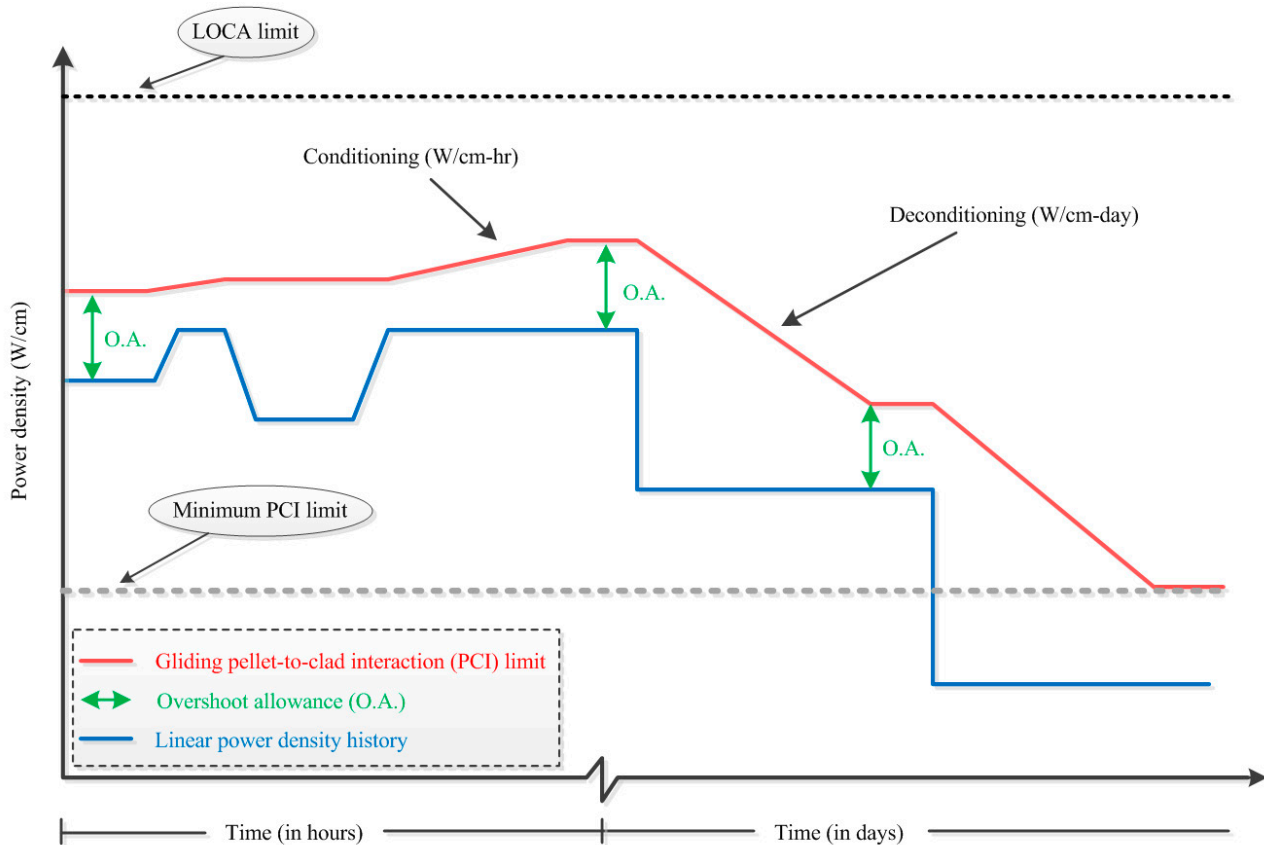 LOCA limit
Conditioning (W/cm-hr)
Deconditioning (W/cm-day)
O.A.
O.A.
O.A.
Power density (W/cm)
Minimum PCI limit
Gliding pellet-to-clad interaction (PCI) limit
Overshoot allowance (O.A.)
Linear power density history
Time (in hours)
Time (in days)